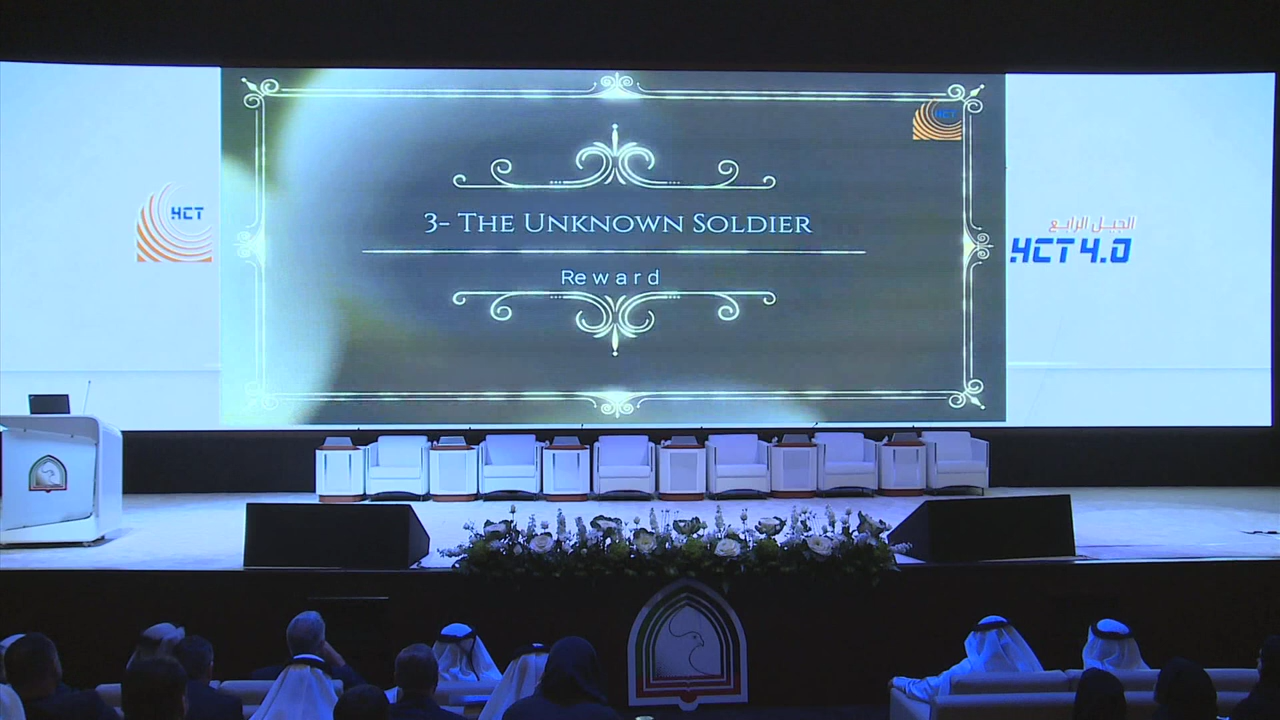 HCT
3- The Unknown Soldier
Reward
HCT
الجيل الرابع
HCT 4.0